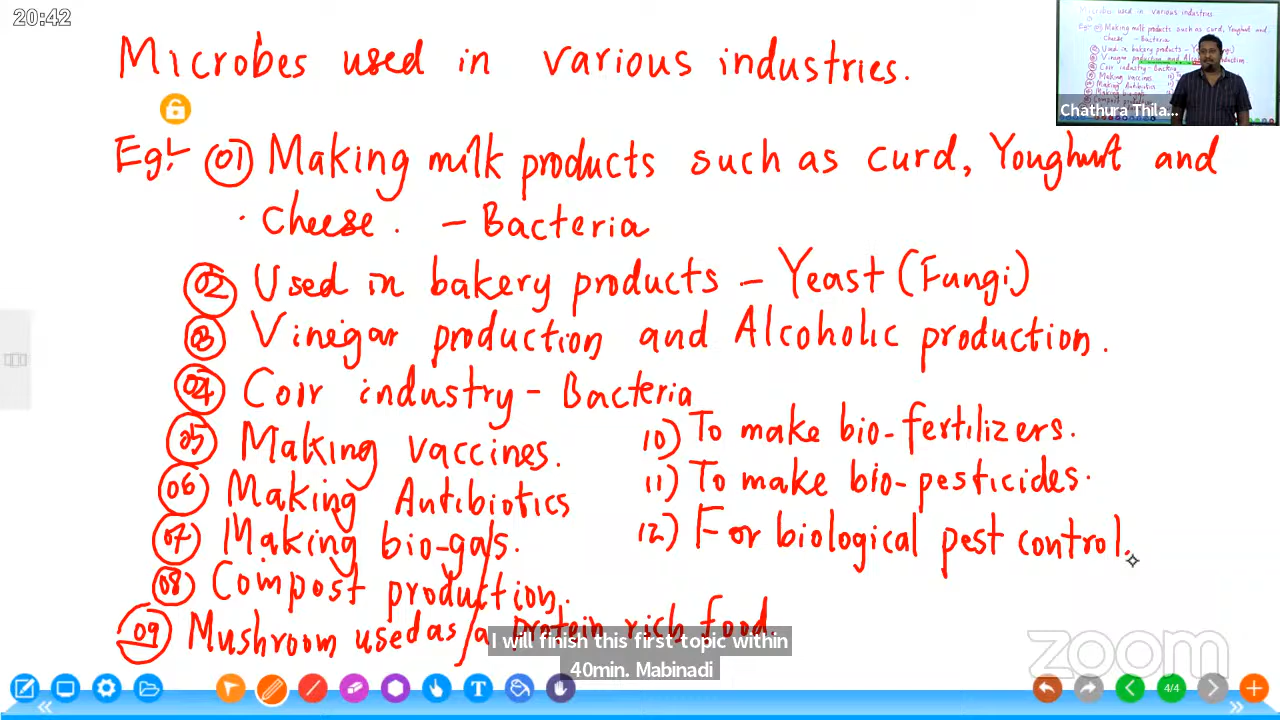 20:42
Microbes used in various industries.
Eg:- 01 Making milk products such as curd, Youghurt and
Cheese. - Bacteria
02 Used in bakery products - Yeast (Fungi)
03 Vinegar production and Alcoholic production.
04 Coir industry - Bacteria
05 Making vaccines.
06 Making Antibiotics
07 Making bio-gas.
08 Compost production.
09 Mushroom used as a protein rich food.
10) To make bio-fertilizers.
11) To make bio-pesticides.
12) For biological pest control.
I will finish this first topic within
40min. Mabinadi
Chathura Thila...
zoom
4/4